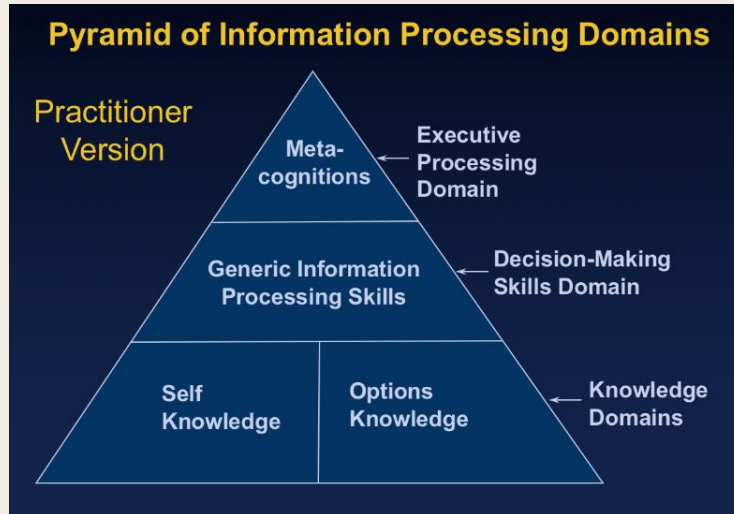 Pyramid of Information Processing Domains
Practitioner
Version
Meta-
cognitions
Executive
Processing
Domain
Generic Information
Processing Skills
Decision-Making
Skills Domain
Self
Knowledge
Options
Knowledge
Knowledge
Domains